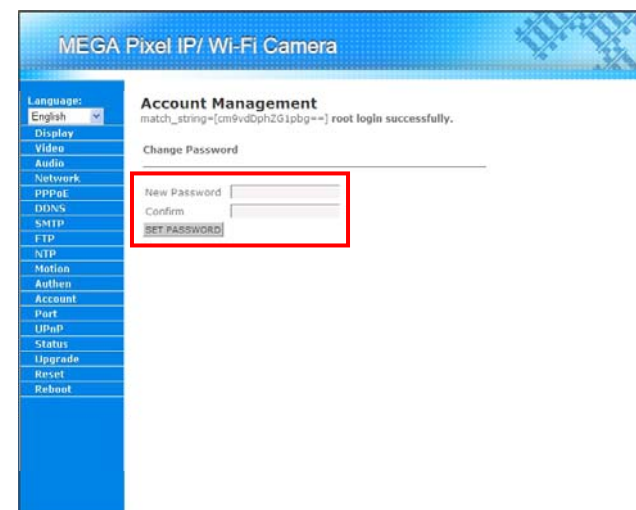 MEGA Pixel IP/ Wi-Fi Camera
Language:
English
Display
Video
Audio
Network
PPPoE
DDNS
SMTP
FTP
NTP
Motion
Authen
Account
Port
UPnP
Status
Upgrade
Reset
Reboot
Account Management
match_string=[cm9vdDphZG1pbg==] root login successfully.
Change Password
New Password
Confirm
SET PASSWORD